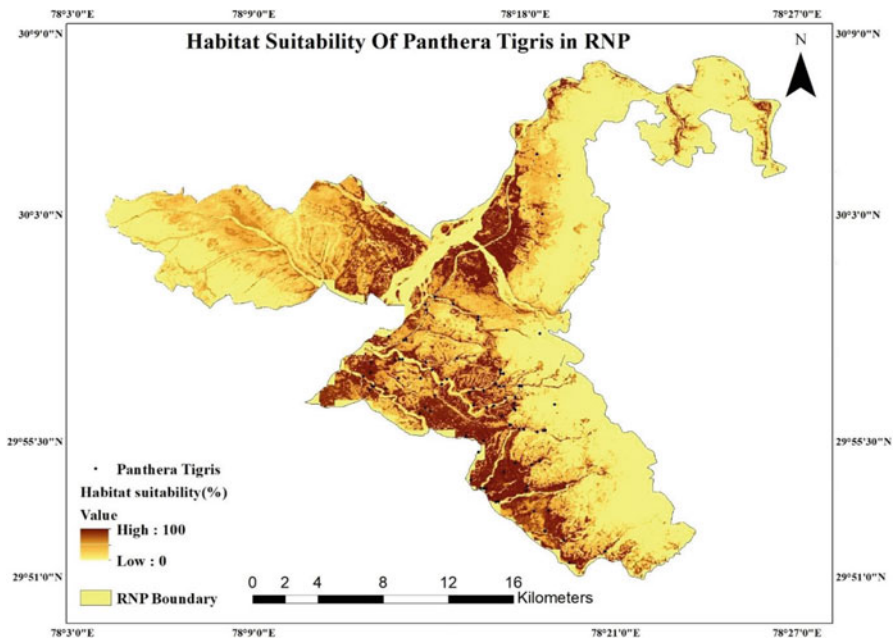 78°3'0"E 78°9'0"E 78°18'0"E 78°27'0"E
30°9'0"N 30°9'0"N
Habitat Suitability Of Panthera Tigris in RNP
N
30°3'0"N 30°3'0"N
29°55'30"N 29°55'30"N
Panthera Tigris
Habitat suitability(%)
Value
High : 100
Low : 0
RNP Boundary
0 2 4 8 12 16
Kilometers
29°51'0"N 29°51'0"N
78°3'0"E 78°9'0"E 78°21'0"E 78°27'0"E